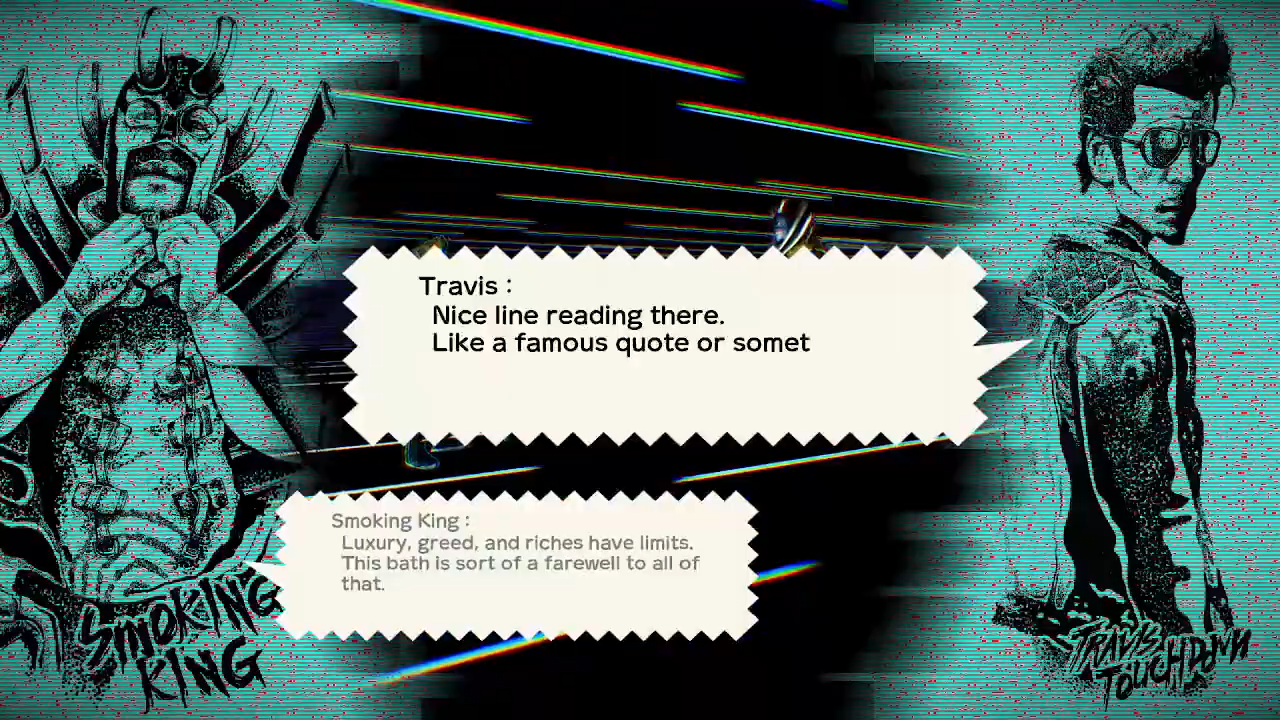 Travis :
Nice line reading there.
Like a famous quote or somet
Smoking King :
Luxury, greed, and riches have limits.
This bath is sort of a farewell to all of
that.
SMOKING
KING
TRAVIS
TOUCHDOWN